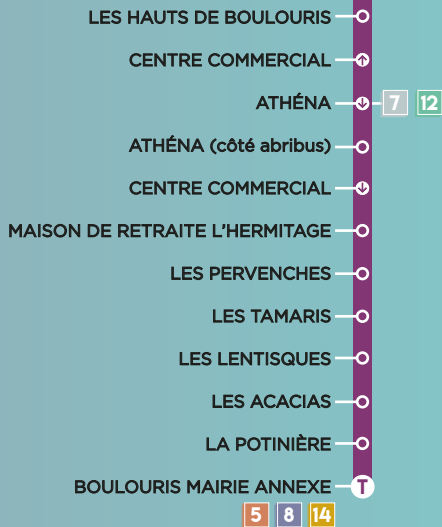 LES HAUTS DE BOULOURIS
CENTRE COMMERCIAL
ATHÉNA 7 12
ATHÉNA (côté abribus)
CENTRE COMMERCIAL
MAISON DE RETRAITE L'HERMITAGE
LES PERVENCHES
LES TAMARIS
LES LENTISQUES
LES ACACIAS
LA POTINIÈRE
BOULOURIS MAIRIE ANNEXE T
5 8 14